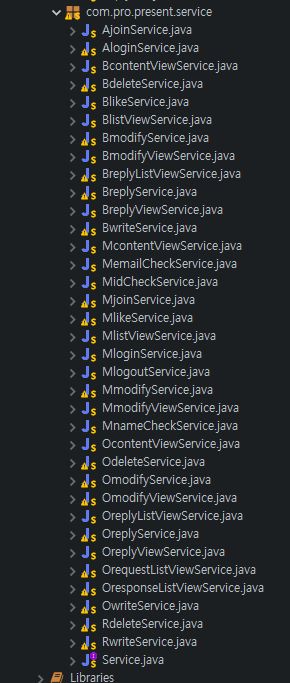 com.pro.present.service
AjoinService.java
AloginService.java
BcontentViewService.java
BdeleteService.java
BlikeService.java
BlistViewService.java
BmodifyService.java
BmodifyViewService.java
BreplyListViewService.java
BreplyService.java
BreplyViewService.java
BwriteService.java
McontentViewService.java
MemailCheckService.java
MidCheckService.java
MjoinService.java
MlikeService.java
MlistViewService.java
MloginService.java
MlogoutService.java
MmodifyService.java
MmodifyViewService.java
MnameCheckService.java
OcontentViewService.java
OdeleteService.java
OmodifyService.java
OmodifyViewService.java
OreplyListViewService.java
OreplyService.java
OreplyViewService.java
OrequestListViewService.java
OresponseListViewService.java
OwriteService.java
RdeleteService.java
RwriteService.java
Service.java
Libraries